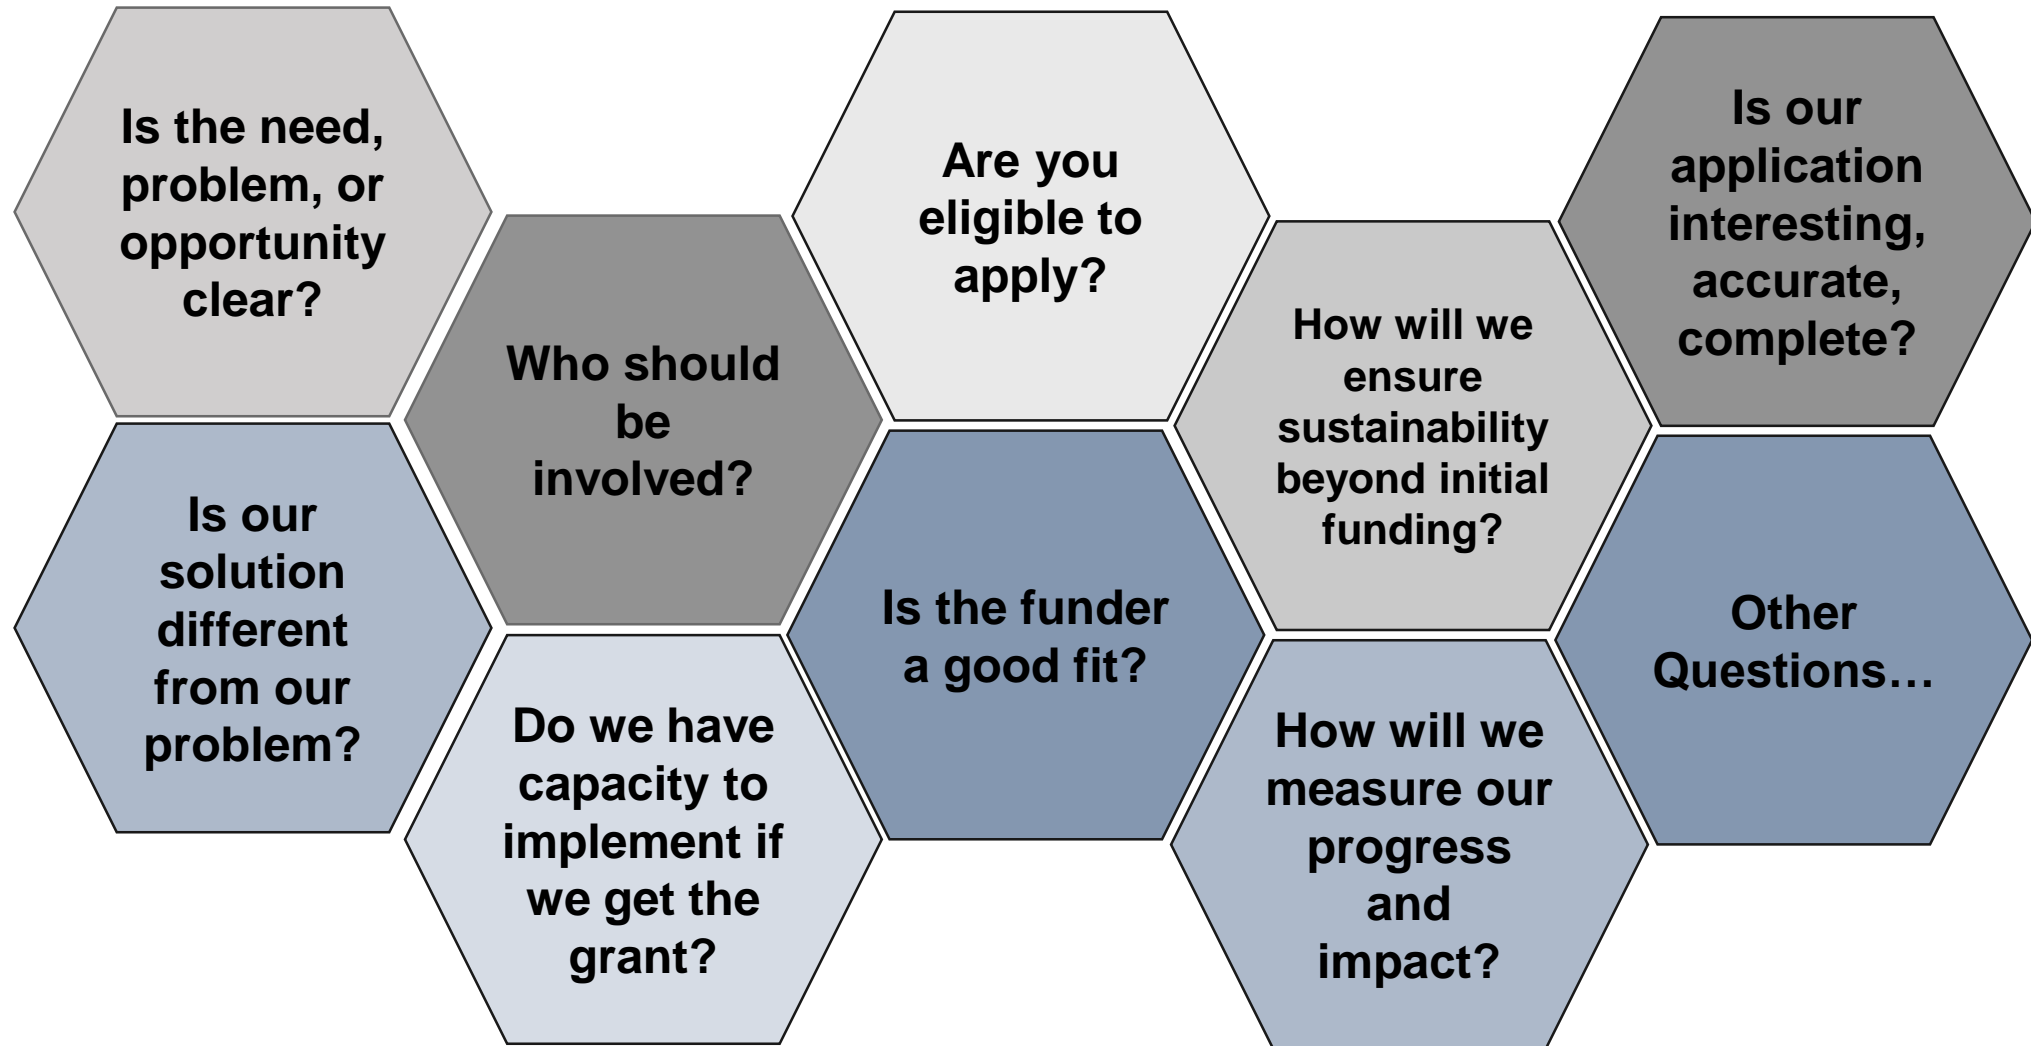 Is the need,
problem, or
opportunity
clear?
Is our
solution
different
from our
problem?
Who should
be
involved?
Do we have
capacity to
implement if
we get the
grant?
Are you
eligible to
apply?
Is the funder
a good fit?
How will we
ensure
sustainability
beyond initial
funding?
How will we
measure our
progress
and
impact?
Is our
application
interesting,
accurate,
complete?
Other
Questions…